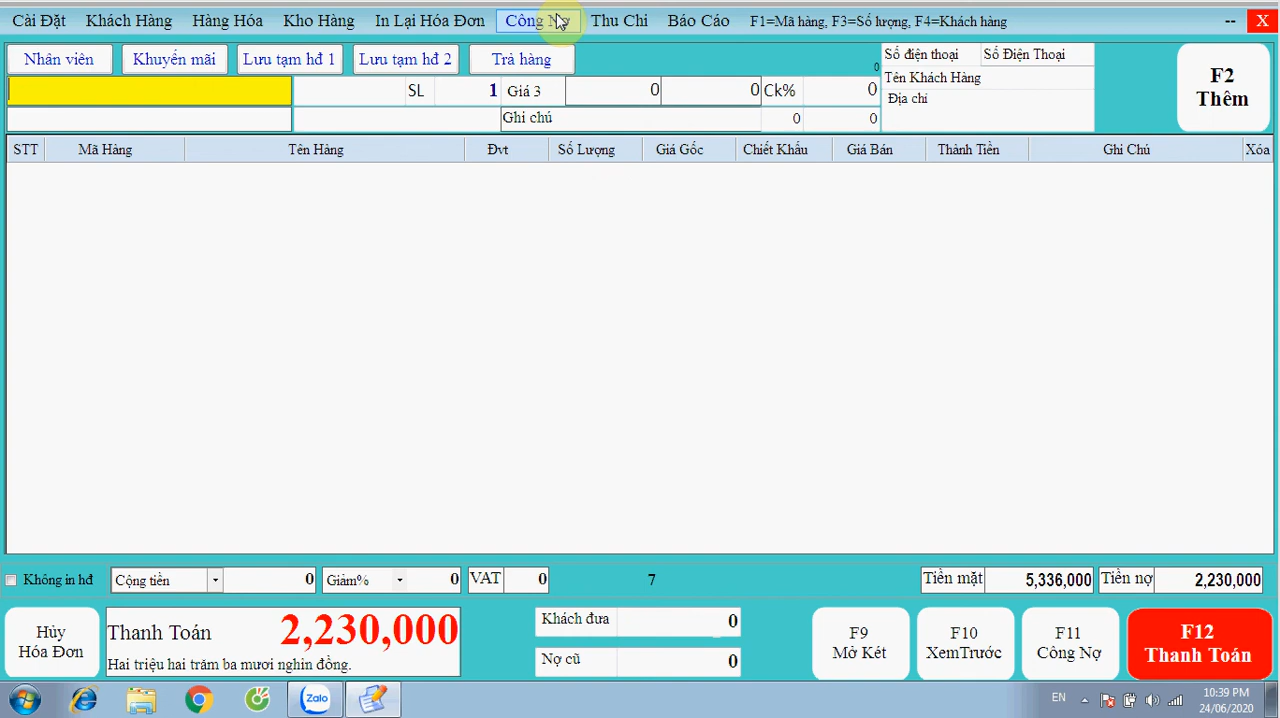 Cài Đặt Khách Hàng Hàng Hóa Kho Hàng In Lại Hóa Đơn Công Nợ Thu Chi Báo Cáo F1=Mã hàng, F3=Số lượng, F4=Khách hàng -- X
Nhân viên Khuyến mãi Lưu tạm hđ 1 Lưu tạm hđ 2 Trả hàng 0 Số điện thoại Số Điện Thoại
Tên Khách Hàng
SL 1 Giá 3 0 0 Ck% 0 Địa chỉ
Ghi chú 0 0
F2
Thêm
STT Mã Hàng Tên Hàng Đvt Số Lượng Giá Gốc Chiết Khấu Giá Bán Thành Tiền Ghi Chú Xóa
Không in hđ Cộng tiền 0 Giảm% 0 VAT 0 7 Tiền mặt 5,336,000 Tiền nợ 2,230,000
Hủy
Hóa Đơn
Thanh Toán 2,230,000
Hai triệu hai trăm ba mươi nghìn đồng.
Khách đưa 0
Nợ cũ 0
F9
Mở Két
F10
XemTrước
F11
Công Nợ
F12
Thanh Toán
Zalo
EN
10:39 PM
24/06/2020